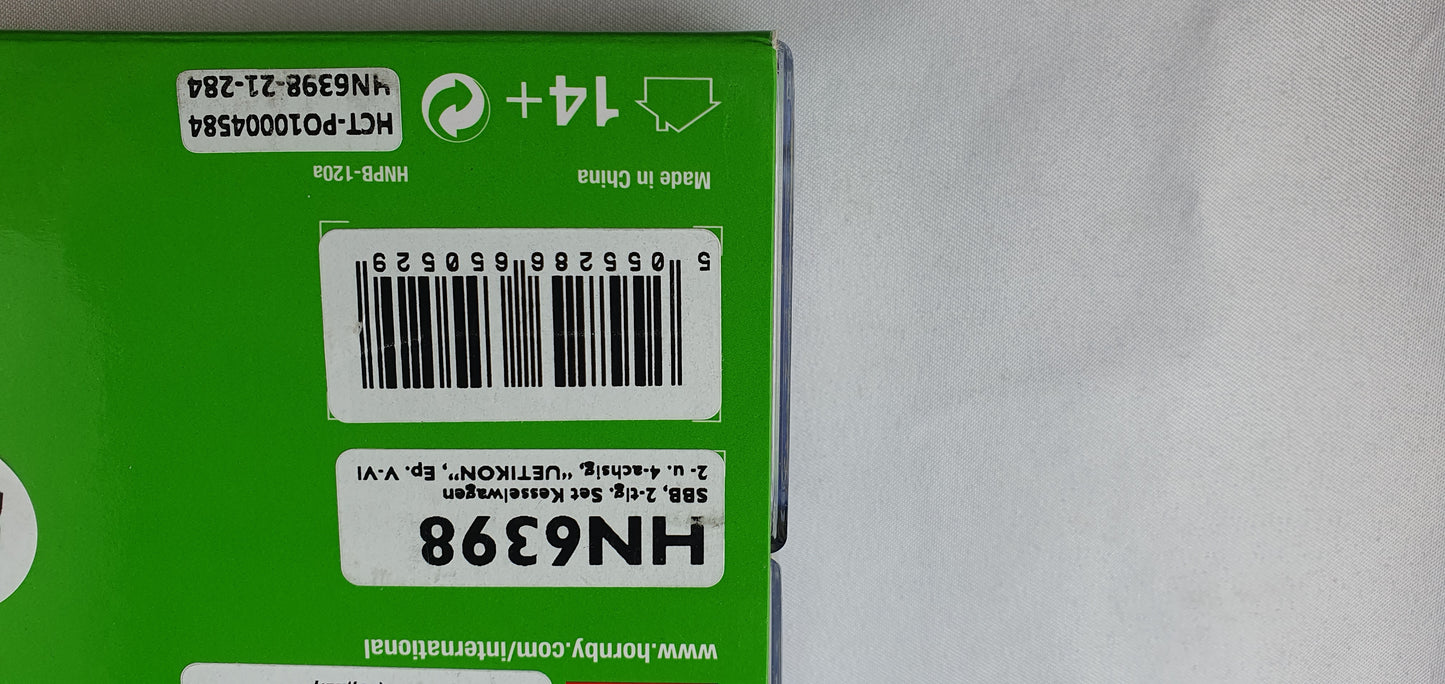 www.hornby.com/international
HN6398
SBB, 2-tlg. Set Kesselwagen
2- u. 4-achsig, “UETIKON”, Ep. V-VI
5 055286 650529
Made in China
HNPB-120a
14+
HCT-PO10004584
HN6398-21-284